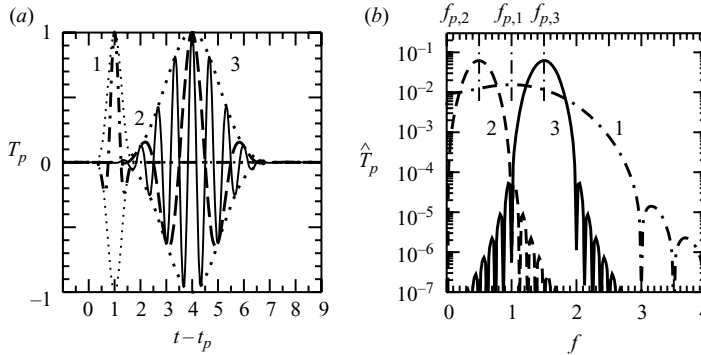 (a)
1
T_p
0
−1
1
2
3
0 1 2 3 4 5 6 7 8 9
t – t_p
(b)
f_{p,2} f_{p,1} f_{p,3}
10^{−1}
10^{−2}
10^{−3}
\hat{T}_p
10^{−4}
10^{−5}
10^{−6}
10^{−7}
2
3
1
0 1 2 3 4
f